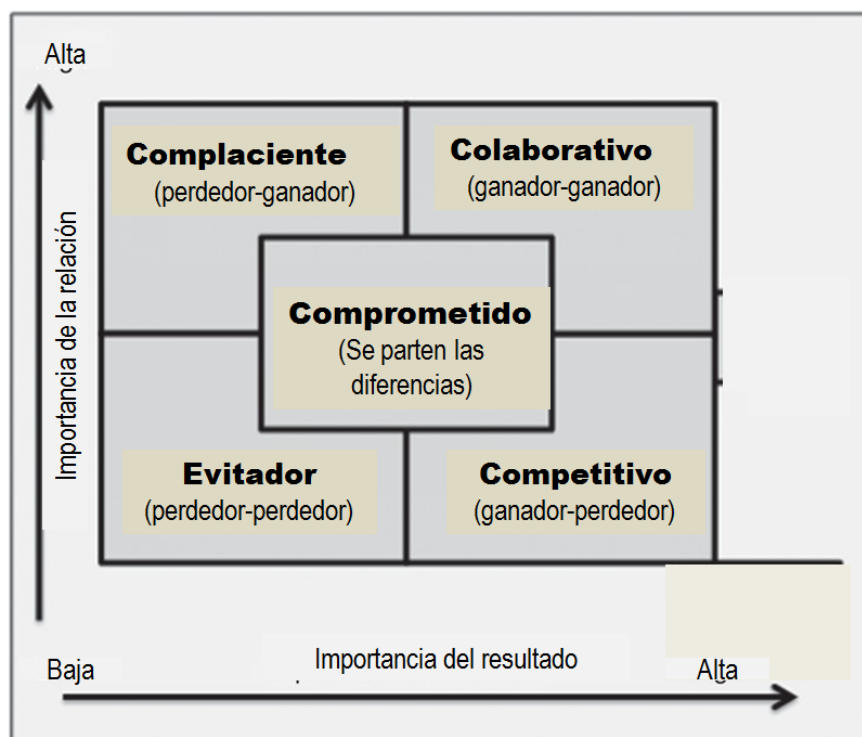 Alta
Complaciente
(perdedor-ganador)
Colaborativo
(ganador-ganador)
Importancia de la relación
Comprometido
(Se parten las
diferencias)
Evitador
(perdedor-perdedor)
Competitivo
(ganador-perdedor)
Baja
Importancia del resultado
Alta